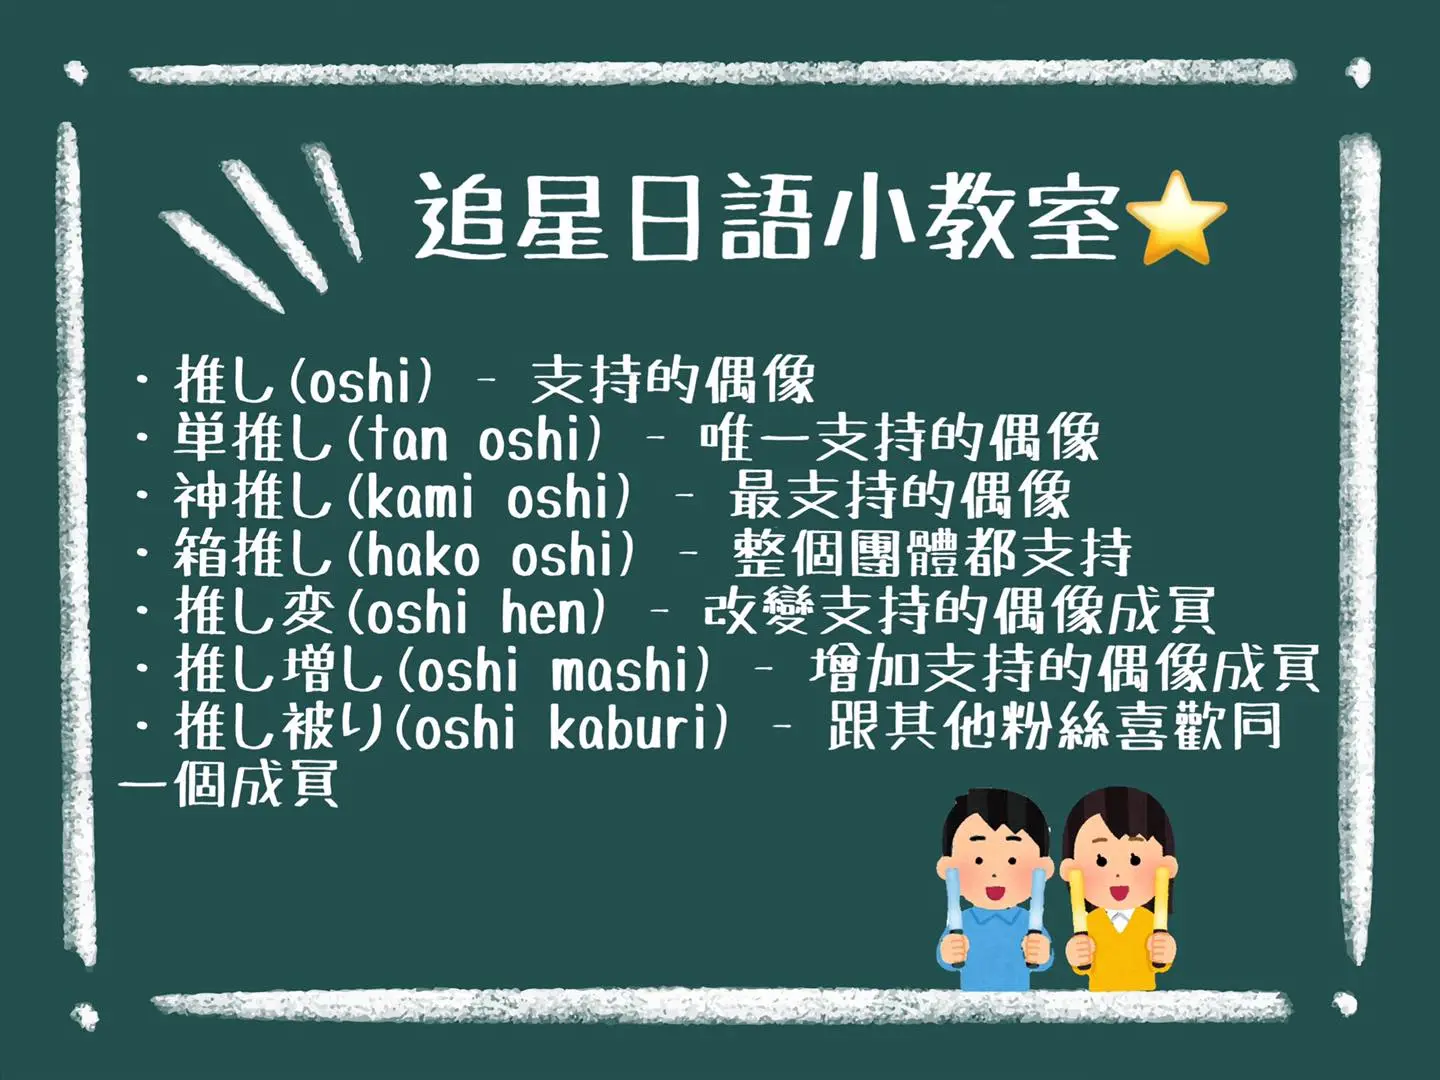 追星日語小教室⭐
・推し(oshi) - 支持的偶像
・単推し(tan oshi) - 唯一支持的偶像
・神推し(kami oshi) - 最支持的偶像
・箱推し(hako oshi) - 整個團體都支持
・推し変(oshi hen) - 改變支持的偶像成員
・推し増し(oshi mashi) - 增加支持的偶像成員
・推し被り(oshi kaburi) - 跟其他粉絲喜歡同
一個成員